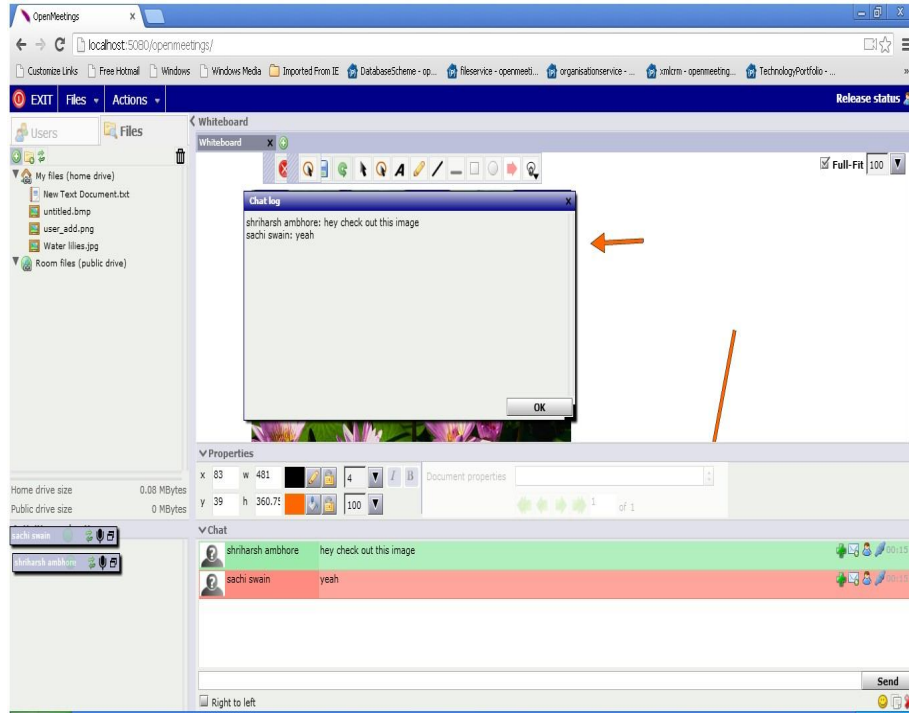 OpenMeetings x
localhost:5080/openmeetings/
Customize Links Free Hotmail Windows Windows Media Imported From IE DatabaseScheme - op... fileservice - openmeeti... organisationservice - ... xmlcrm - openmeeting... TechnologyPortfolio - ... »
EXIT Files Actions Release status
Users Files
Whiteboard
Whiteboard x
A
Full-Fit 100
My files (home drive)
New Text Document.txt
untitled.bmp
user_add.png
Water lilies.jpg
Room files (public drive)
Chat log x
shriharsh ambhore: hey check out this image
sachi swain: yeah
OK
Properties
x 83 w 481 4 I B Document properties
y 39 h 360.75 100 1 of 1
Home drive size 0.08 MBytes
Public drive size 0 MBytes
sachi swain
shriharsh ambhore
Chat
shriharsh ambhore hey check out this image 00:15
sachi swain yeah 00:15
Send
Right to left